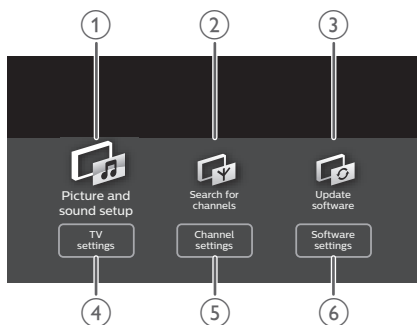 1 2 3
Picture and
sound setup
Search for
channels
Update
software
TV
settings
Channel
settings
Software
settings
4 5 6